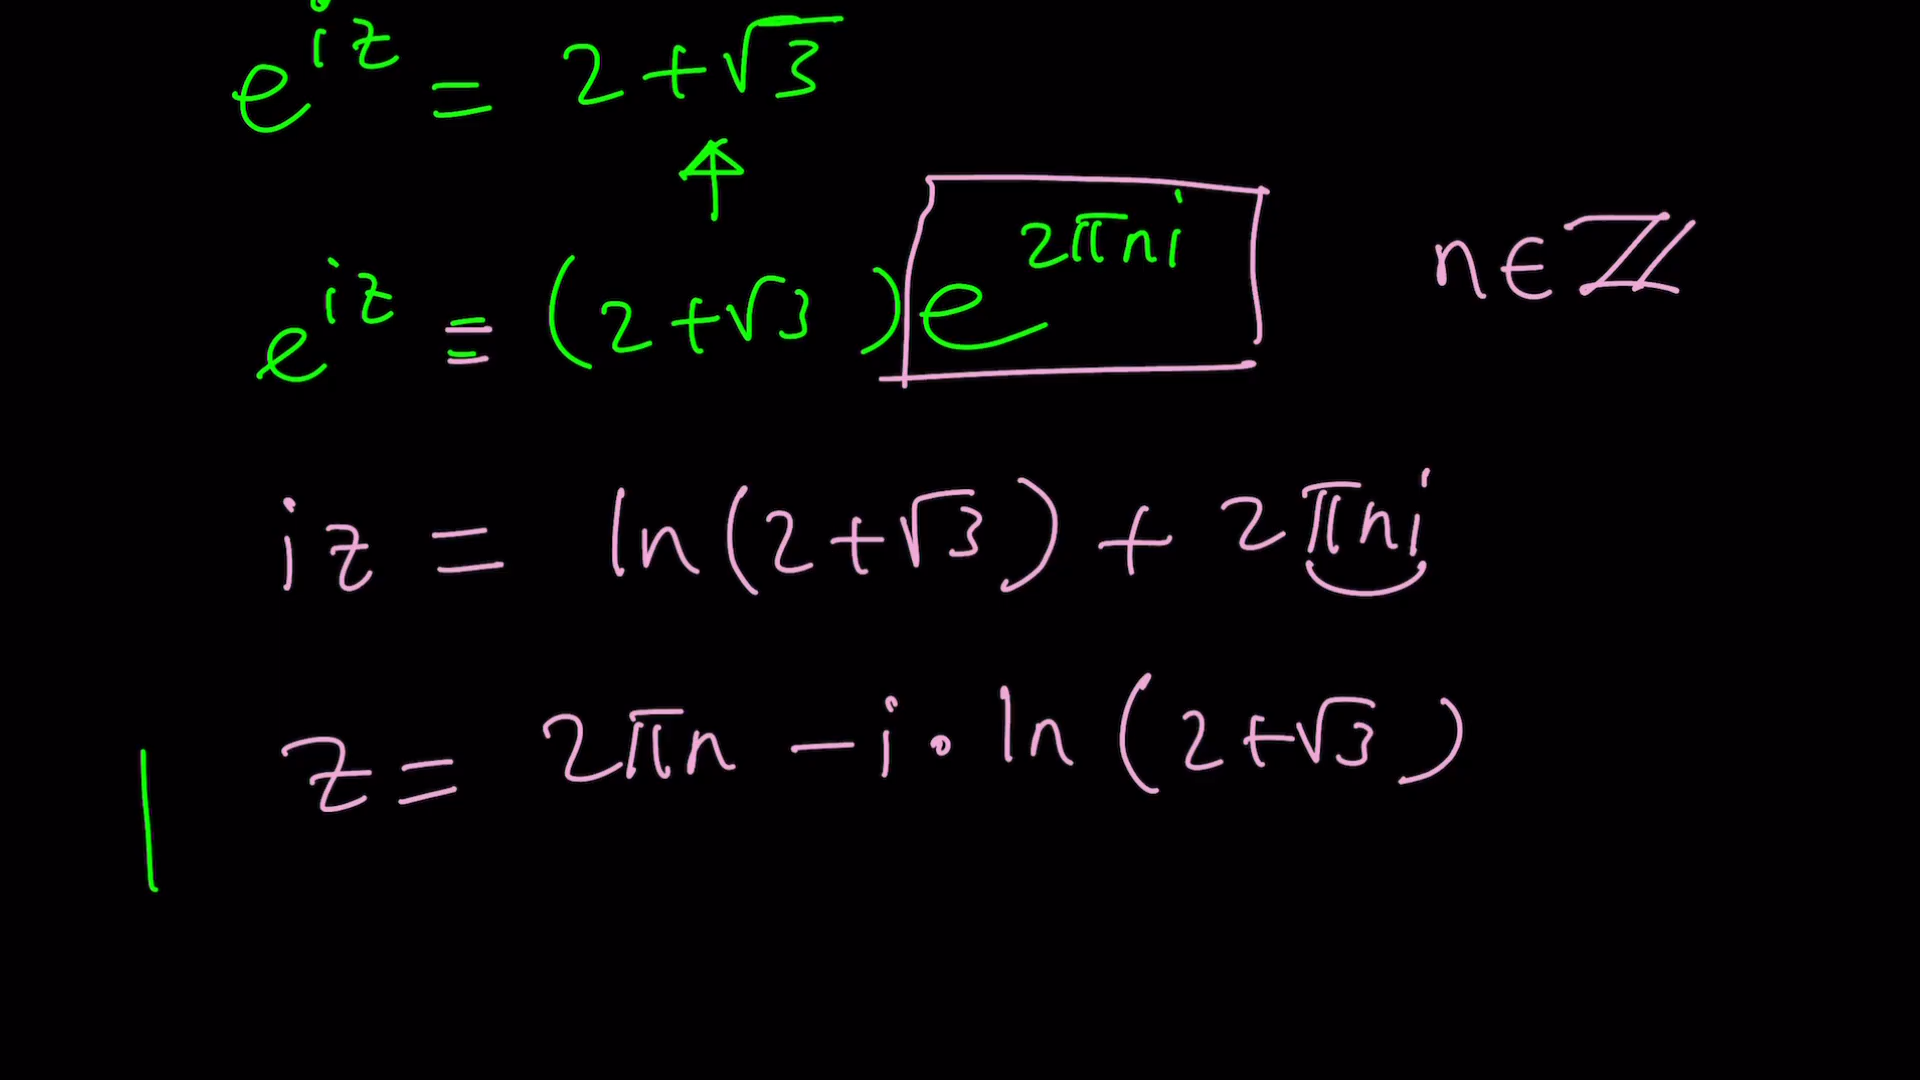 e^{iz} = 2+√3
e^{iz} = (2+√3)e^{2πni} n∈ℤ
iz = ln(2+√3) + 2πni
z = 2πn − i·ln(2+√3)